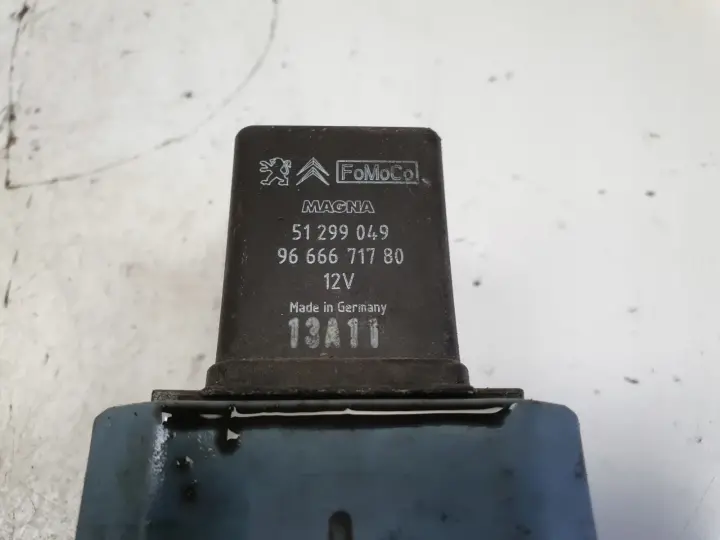 FoMoCo
MAGNA
51 299 049
96 666 717 80
12V
Made in Germany
13A11